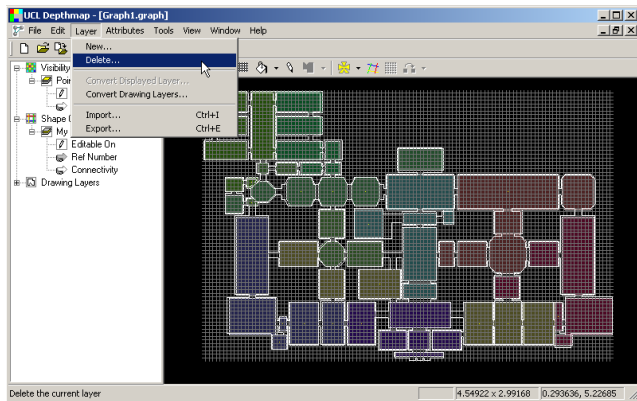 UCL Depthmap - [Graph1.graph]
File Edit Layer Attributes Tools View Window Help
New...
Delete...
Convert Displayed Layer...
Convert Drawing Layers...
Import... Ctrl+I
Export... Ctrl+E
Visibility
Poi
Shape
My
Editable On
Ref Number
Connectivity
Drawing Layers
Delete the current layer
4.54922 x 2.99168
0.293636, 5.22685